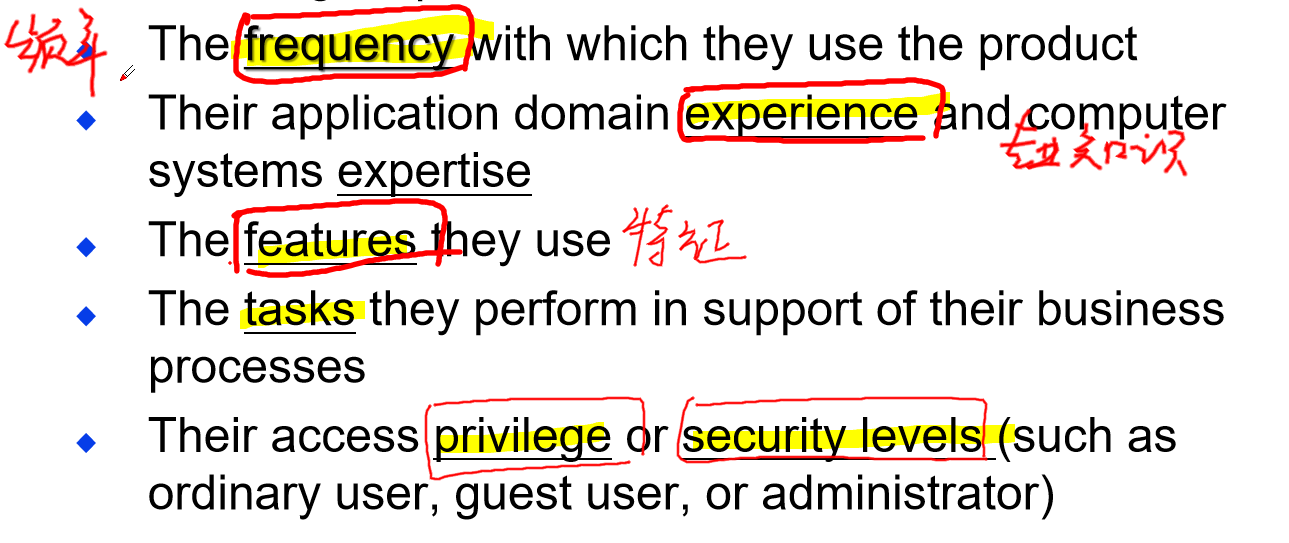 频率
The frequency with which they use the product
Their application domain experience and computer
专业知识
systems expertise
The features they use 特征
The tasks they perform in support of their business
processes
Their access privilege or security levels (such as
ordinary user, guest user, or administrator)